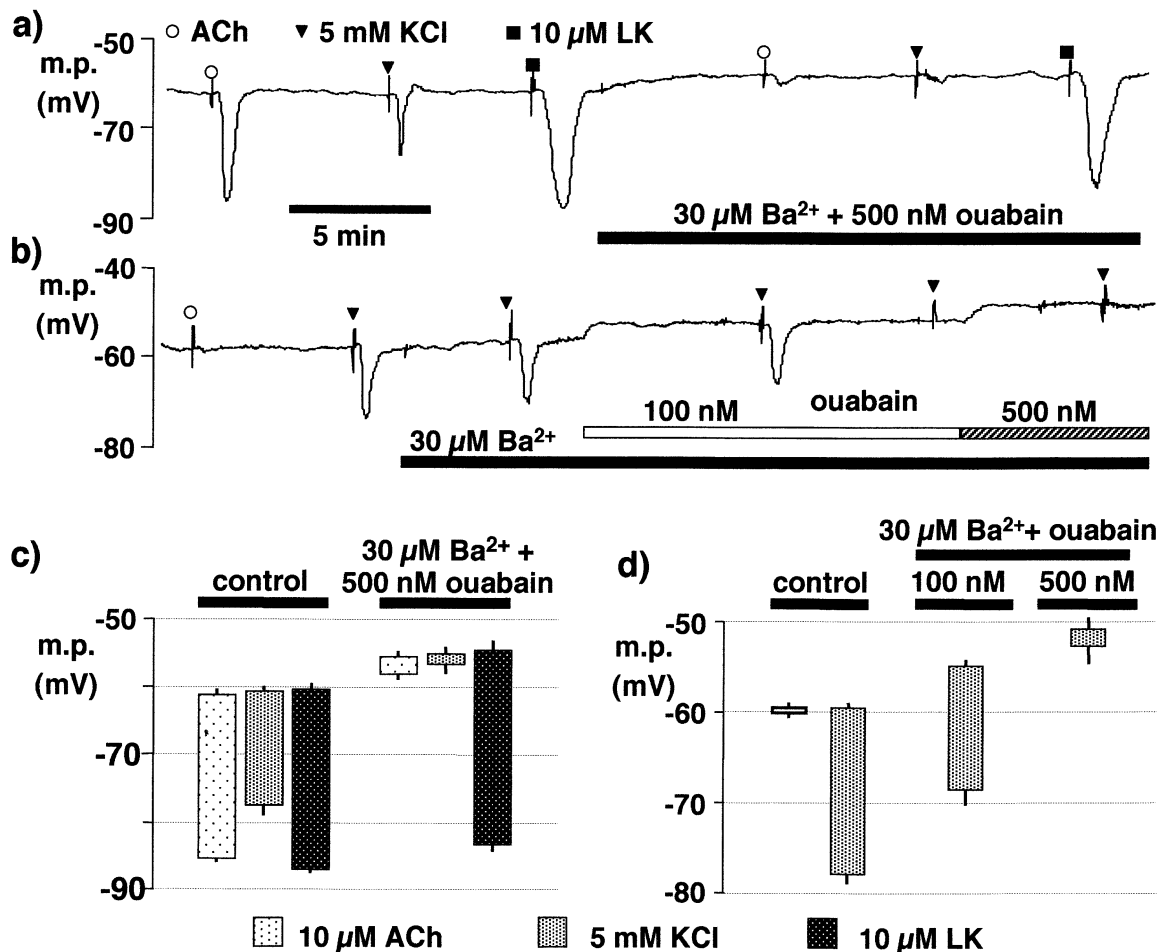 a)
-50
m.p.
(mV)
-70
-90
○ ACh ▼ 5 mM KCl ■ 10 µM LK
5 min
30 µM Ba²⁺ + 500 nM ouabain
b)
-40
m.p.
(mV)
-60
-80
100 nM ouabain 500 nM
30 µM Ba²⁺
c)
control
30 µM Ba²⁺ +
500 nM ouabain
-50
m.p.
(mV)
-70
-90
d)
30 µM Ba²⁺+ ouabain
control 100 nM 500 nM
-50
m.p.
(mV)
-60
-70
-80
10 µM ACh 5 mM KCl 10 µM LK